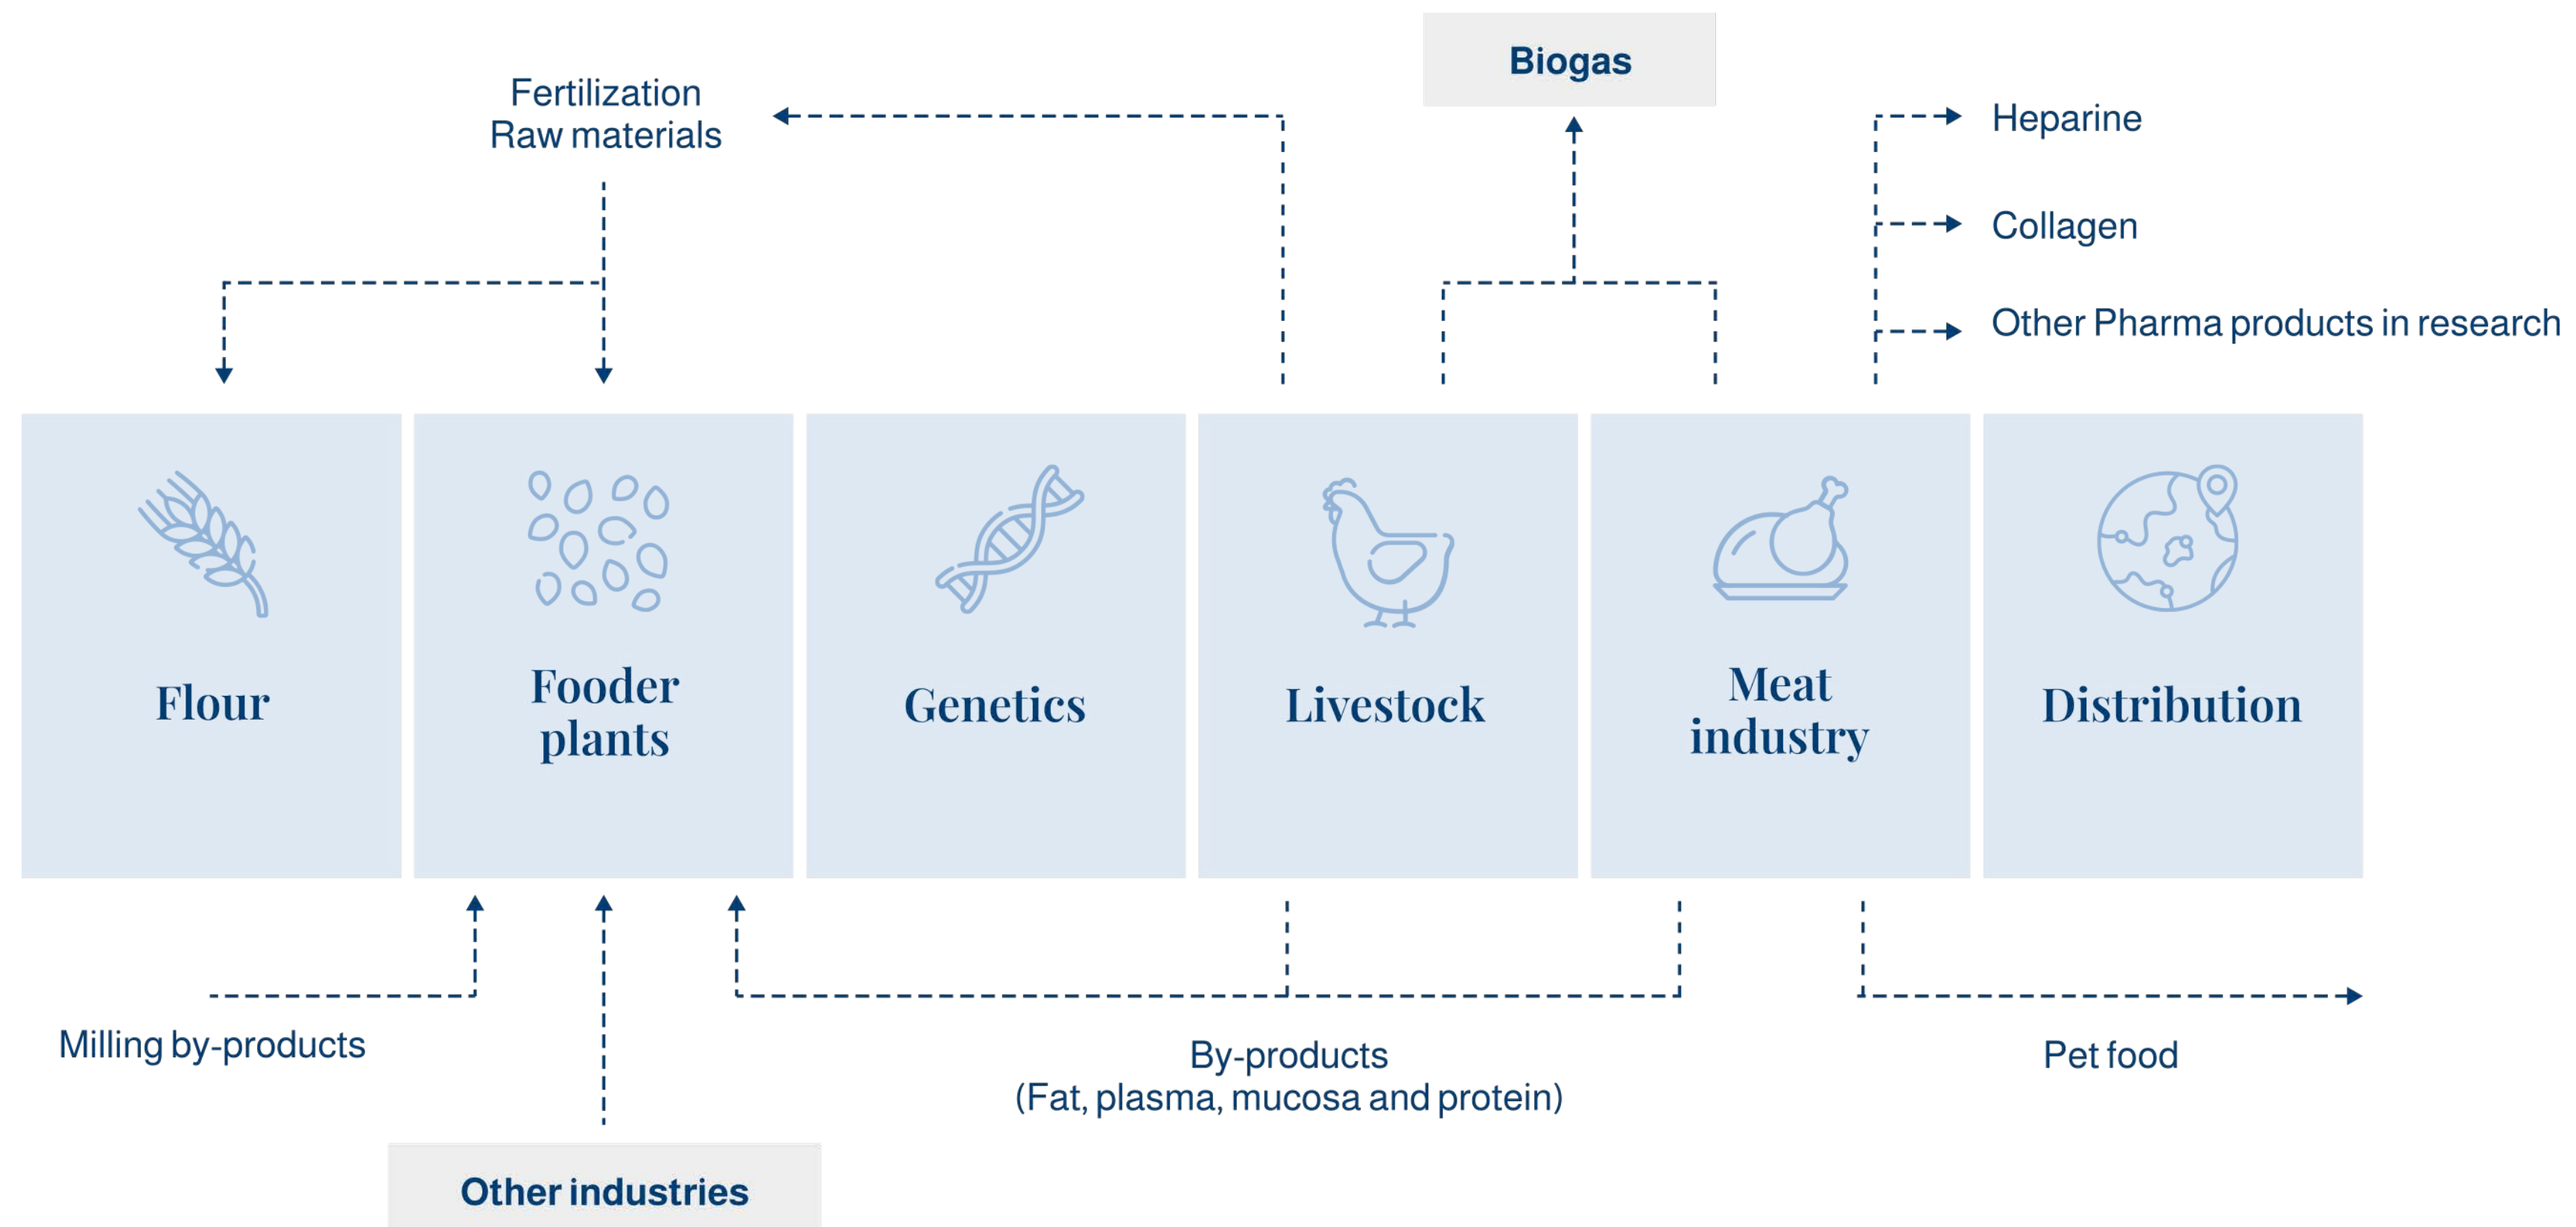 Biogas
Fertilization
Raw materials
Heparine
Collagen
Other Pharma products in research
Flour
Fooder
plants
Genetics
Livestock
Meat
industry
Distribution
Milling by-products
By-products
(Fat, plasma, mucosa and protein)
Pet food
Other industries